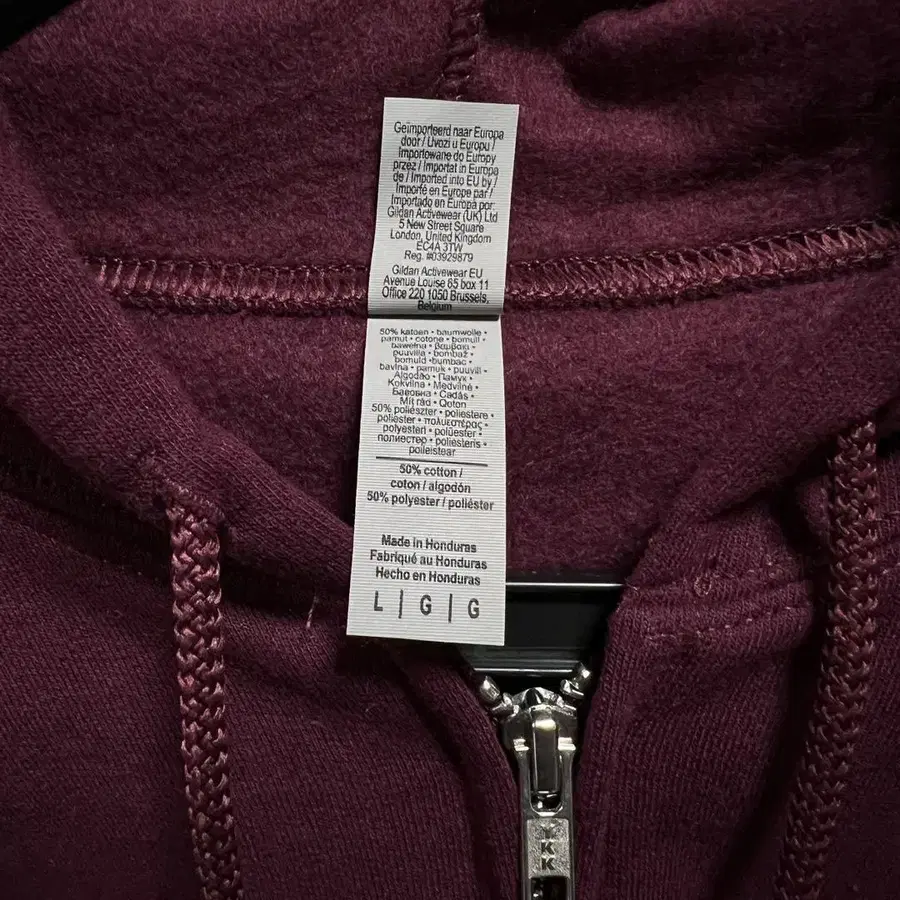 Geïmporteerd naar Europa
door / Uvozi u Europu /
Importowane do Europy
przez / Importat in Europa
de / Imported into EU by /
Importé en Europe par /
Importado en Europa por:
Gildan Activewear (UK) Ltd
5 New Street Square
London, United Kingdom
EC4A 3TW
Reg. #03929879
Gildan Activewear EU
Avenue Louise 65 box 11
Office 220 1050 Brussels,
Belgium
50% katoen • baumwolle •
pamut • cotone • bomull •
bawełna • βαμβακι •
puuvilla • bombaž •
bomuld • bumbac •
bavlna • pamuk • puuvill •
Algodão • Памук •
Kokvilna • Medvilnė •
Бавовна • Cadás •
Mit rád • Qoton
50% poliészter • poliestere •
poliester • πολυεστερας •
polyesteri • polüester •
полиестер • poliesteris •
poileistear
50% cotton /
coton / algodón
50% polyester / poliéster
Made in Honduras
Fabriqué au Honduras
Hecho en Honduras
L | G | G
YKK